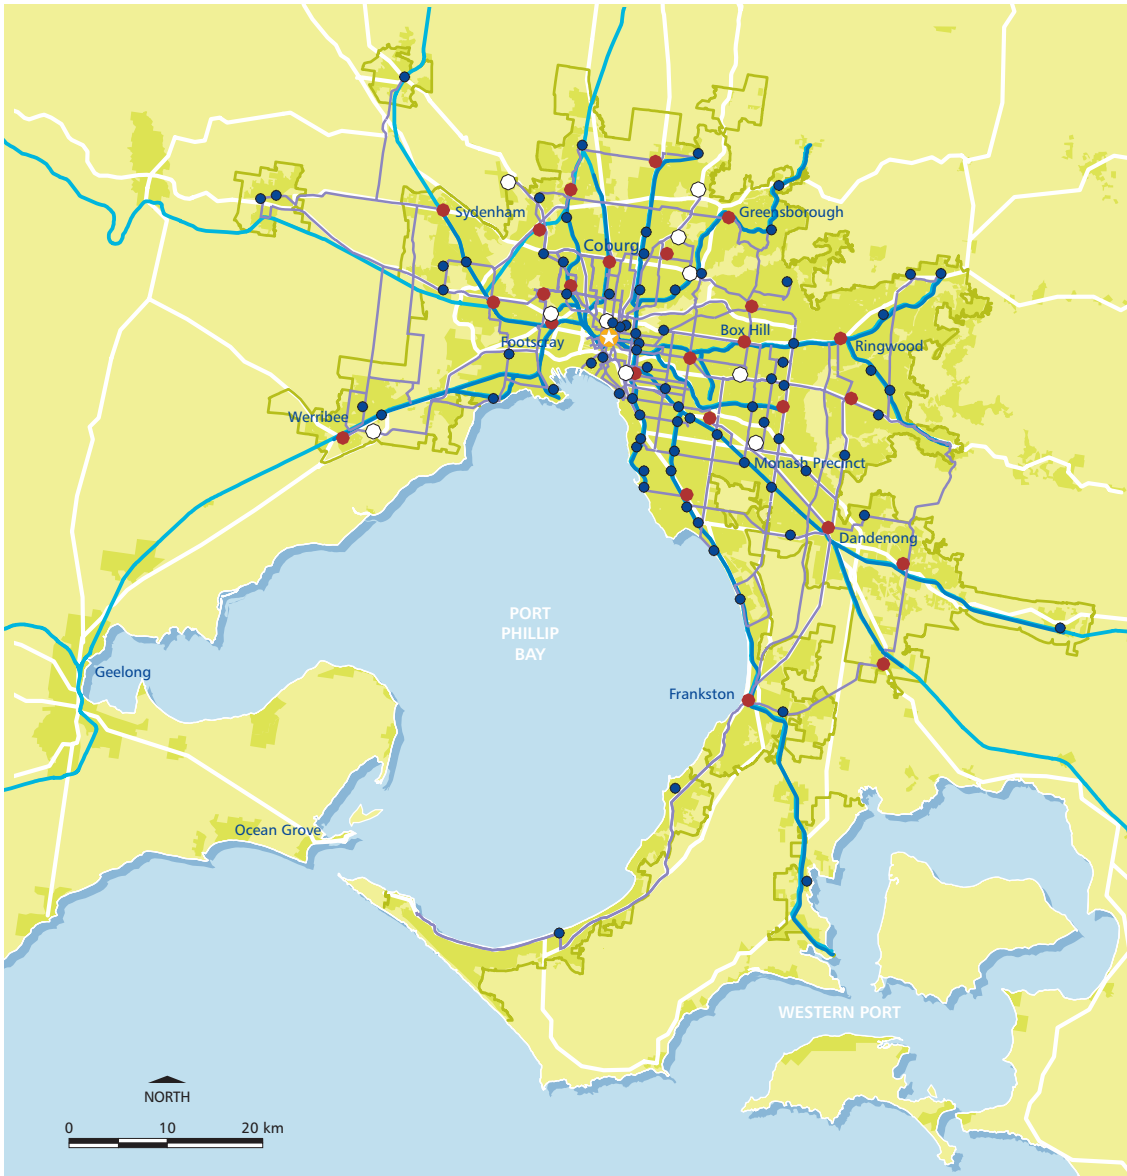 Sydenham
Greensborough
Coburg
Box Hill
Footscray
Ringwood
Werribee
Monash Precinct
Dandenong
PORT
PHILLIP
BAY
Geelong
Frankston
Ocean Grove
WESTERN PORT
NORTH
0 10 20 km